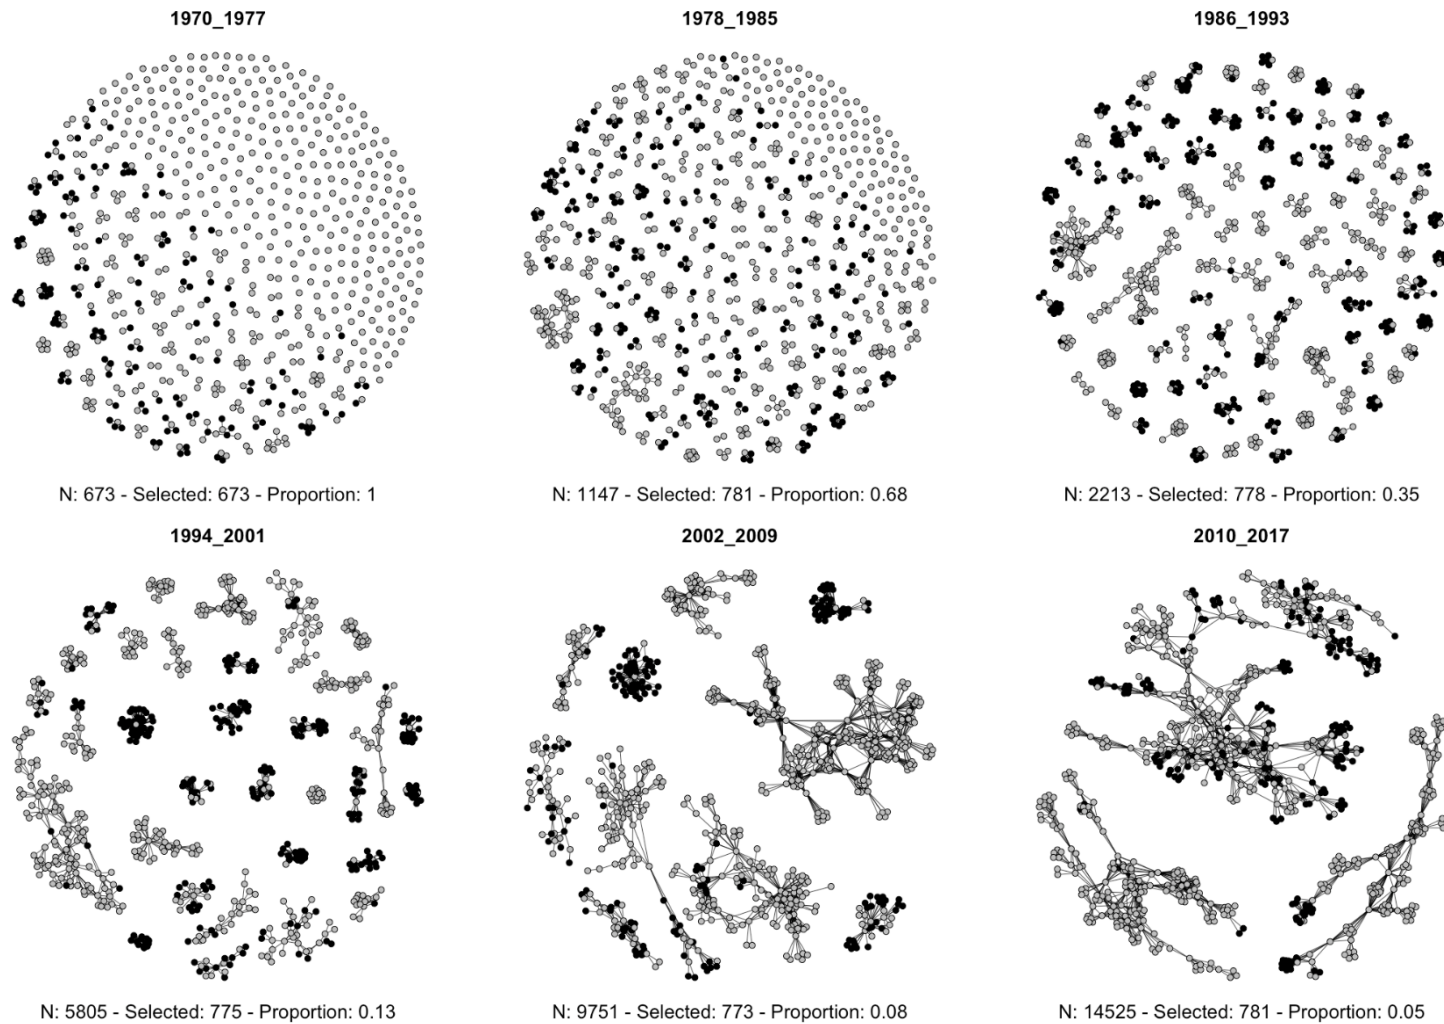 1970_1977
1978_1985
1986_1993
N: 673 - Selected: 673 - Proportion: 1
N: 1147 - Selected: 781 - Proportion: 0.68
N: 2213 - Selected: 778 - Proportion: 0.35
1994_2001
2002_2009
2010_2017
N: 5805 - Selected: 775 - Proportion: 0.13
N: 9751 - Selected: 773 - Proportion: 0.08
N: 14525 - Selected: 781 - Proportion: 0.05